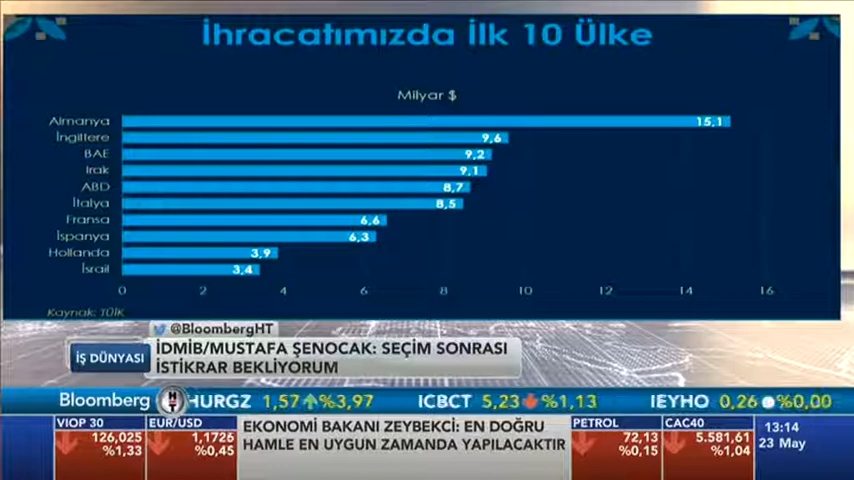 İhracatımızda İlk 10 Ülke
Milyar $
Almanya 15,1
İngiltere 9,6
BAE 9,2
Irak 9,1
ABD 8,7
İtalya 8,5
Fransa 6,6
İspanya 6,3
Hollanda 3,9
İsrail 3,4
0 2 4 6 8 10 12 14 16
Kaynak: TÜİK
@BloombergHT
İŞ DÜNYASI
İDMİB/MUSTAFA ŞENOCAK: SEÇİM SONRASI
İSTİKRAR BEKLİYORUM
Bloomberg HT HURGZ 1,57 %3,97 ICBCT 5,23 %1,13 IEYHO 0,26 %0,00
VIOP 30
126,025
%1,33
EUR/USD
1,1726
%0,45
EKONOMİ BAKANI ZEYBEKCİ: EN DOĞRU
HAMLE EN UYGUN ZAMANDA YAPILACAKTIR
PETROL
72,13
%0,15
CAC40
5.581,61
%1,04
13:14
23 May